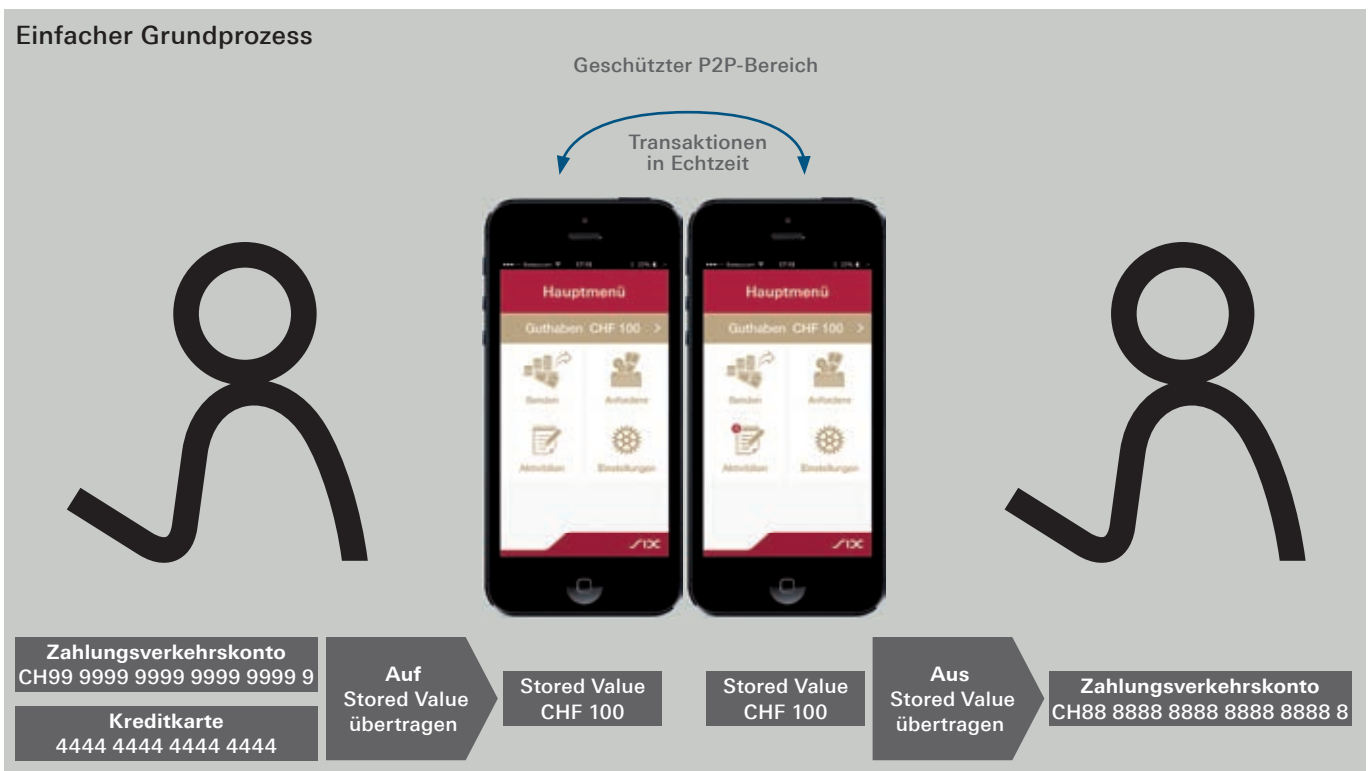 Einfacher Grundprozess
Geschützter P2P-Bereich
Transaktionen
in Echtzeit
Hauptmenü
Guthaben CHF 100 >
Senden
Anfordern
Aktivitäten
Einstellungen
SIX
Hauptmenü
Guthaben CHF 100 >
Senden
Anfordern
Aktivitäten
Einstellungen
SIX
Zahlungsverkehrskonto
CH99 9999 9999 9999 9999 9
Kreditkarte
4444 4444 4444 4444
Auf
Stored Value
übertragen
Stored Value
CHF 100
Stored Value
CHF 100
Aus
Stored Value
übertragen
Zahlungsverkehrskonto
CH88 8888 8888 8888 8888 8